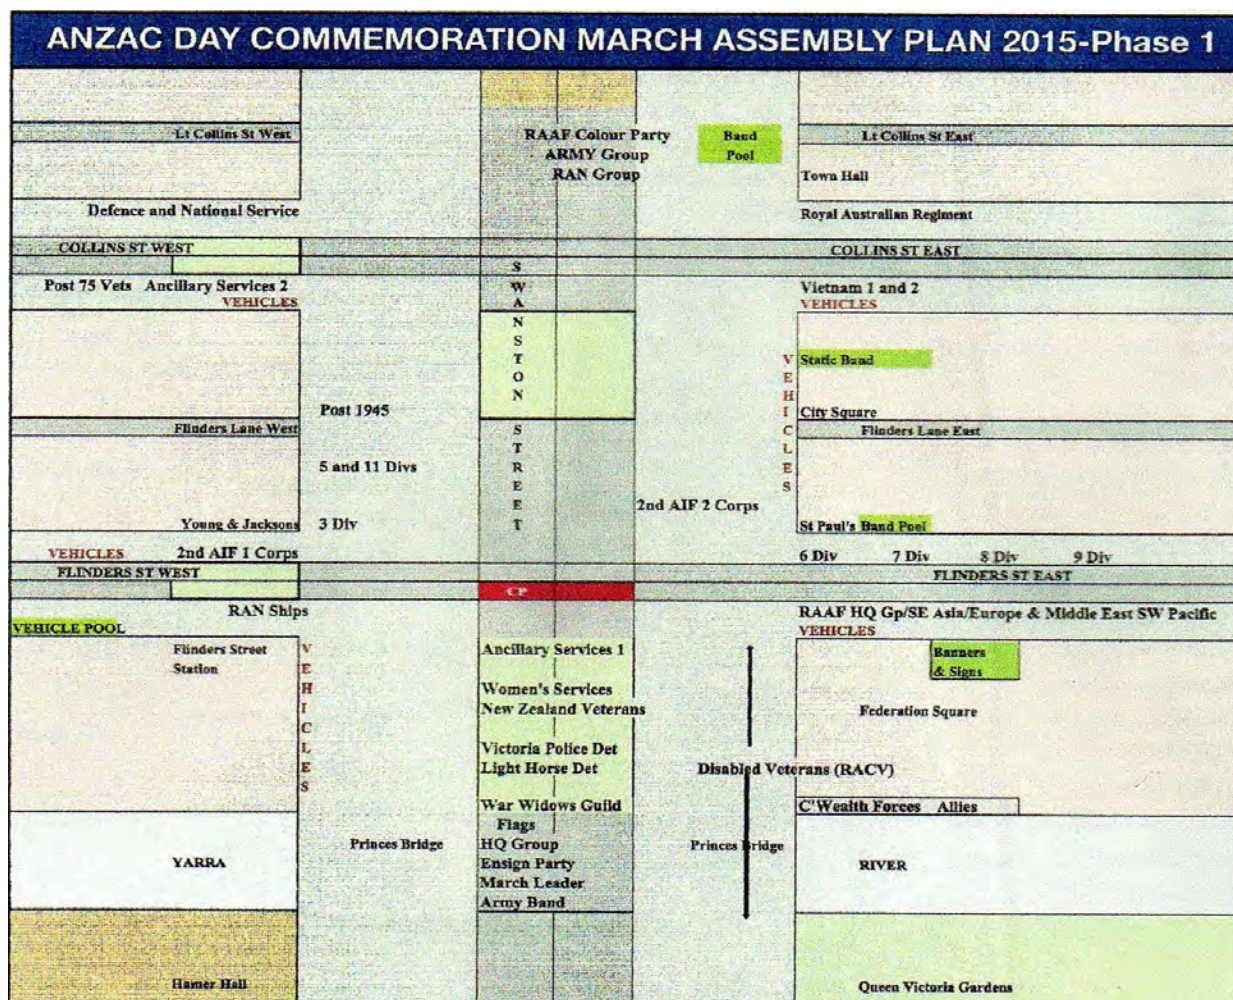 ANZAC DAY COMMEMORATION MARCH ASSEMBLY PLAN 2015-Phase 1
Lt Collins St West
RAAF Colour Party
ARMY Group
RAN Group
Band
Pool
Lt Collins St East
Town Hall
Defence and National Service
Royal Australian Regiment
COLLINS ST WEST
COLLINS ST EAST
SWANSTON STREET
Post 75 Vets Ancillary Services 2
VEHICLES
Vietnam 1 and 2
VEHICLES
VEHICLES
Static Band
Post 1945
City Square
Flinders Lane West
Flinders Lane East
5 and 11 Divs
2nd AIF 2 Corps
Young & Jacksons
3 Div
St Paul's Band Pool
VEHICLES
2nd AIF 1 Corps
6 Div
7 Div
8 Div
9 Div
FLINDERS ST WEST
FLINDERS ST EAST
CP
RAN Ships
RAAF HQ Gp/SE Asia/Europe & Middle East SW Pacific
VEHICLES
VEHICLE POOL
Flinders Street
Station
VEHICLES
Ancillary Services 1
Women's Services
New Zealand Veterans
Victoria Police Det
Light Horse Det
War Widows Guild
Flags
HQ Group
Ensign Party
March Leader
Army Band
Banners
& Signs
Federation Square
Disabled Veterans (RACV)
C'Wealth Forces Allies
Princes Bridge
Princes Bridge
YARRA
RIVER
Hamer Hall
Queen Victoria Gardens